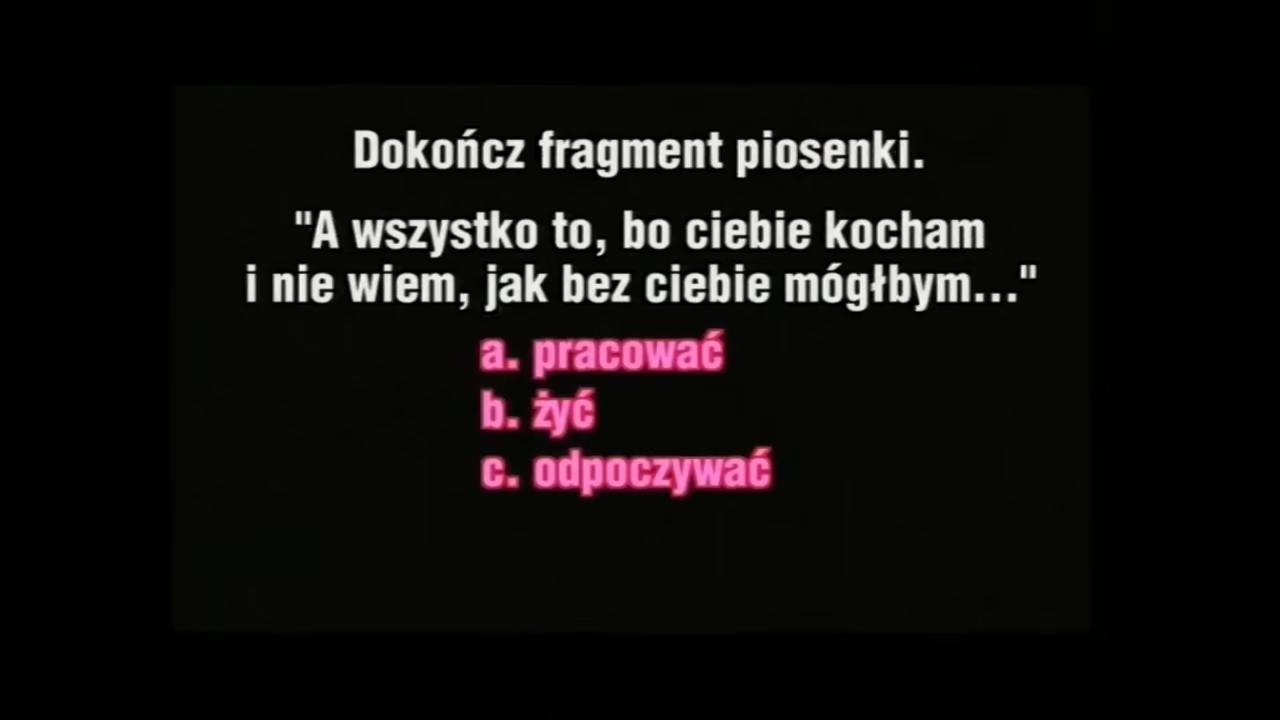 Dokończ fragment piosenki.
"A wszystko to, bo ciebie kocham
i nie wiem, jak bez ciebie mógłbym..."
a. pracować
b. żyć
c. odpoczywać